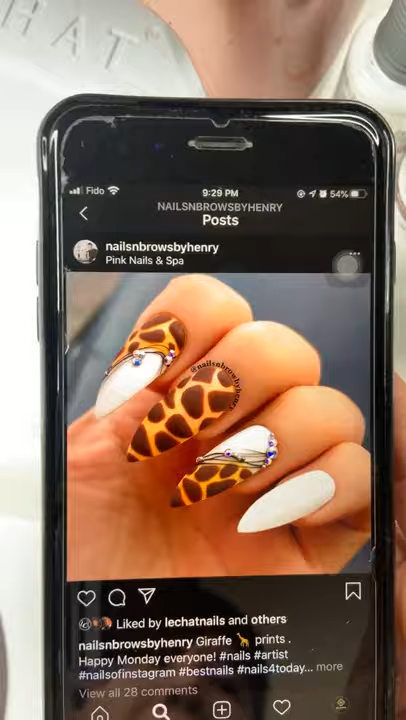 HAT
Fido 9:29 PM 54%
NAILSNBROWSBYHENRY
Posts
nailsnbrowsbyhenry
Pink Nails & Spa
@nailsnbrowbyhenry
Liked by lechatnails and others
nailsnbrowsbyhenry Giraffe 🦒 prints .
Happy Monday everyone! #nails #artist
#nailsofinstagram #bestnails #nails4today... more
View all 28 comments